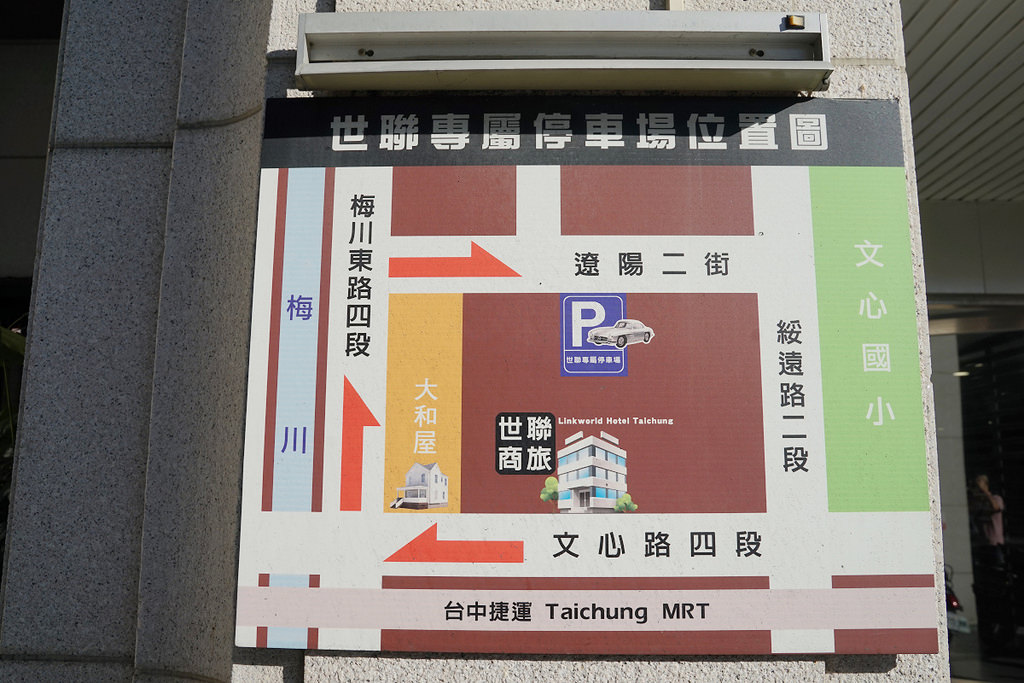 世聯專屬停車場位置圖
梅川東路四段
遼陽二街
文心國小
梅川
P
世聯專屬停車場
綏遠路二段
大和屋
世聯
商旅
Linkworld Hotel Taichung
文心路四段
台中捷運 Taichung MRT